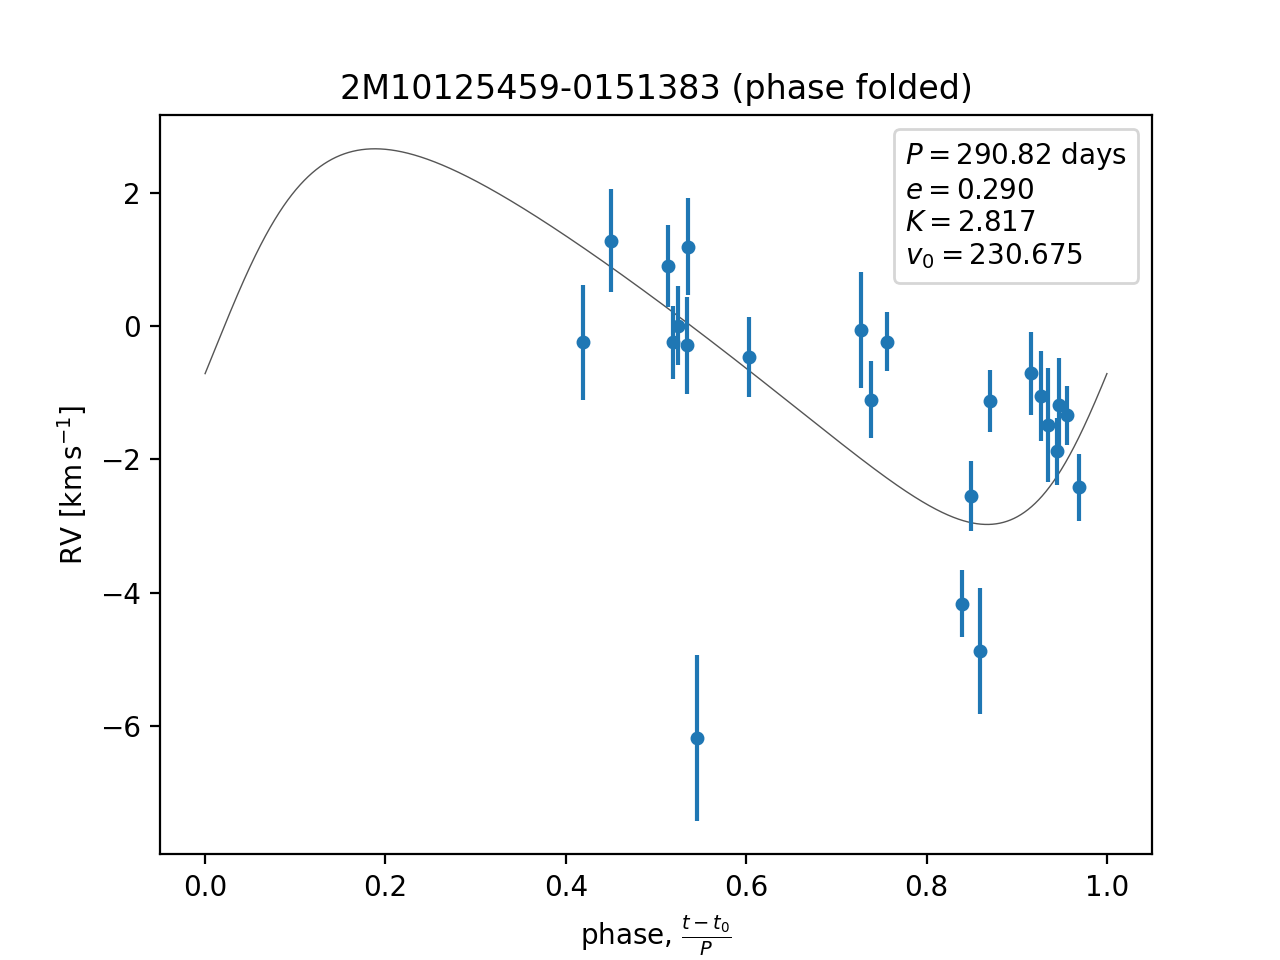 2M10125459-0151383 (phase folded)
P = 290.82 days
e = 0.290
K = 2.817
v₀ = 230.675
RV [km s⁻¹]
2
0
−2
−4
−6
0.0 0.2 0.4 0.6 0.8 1.0
phase, (t − t₀)/P